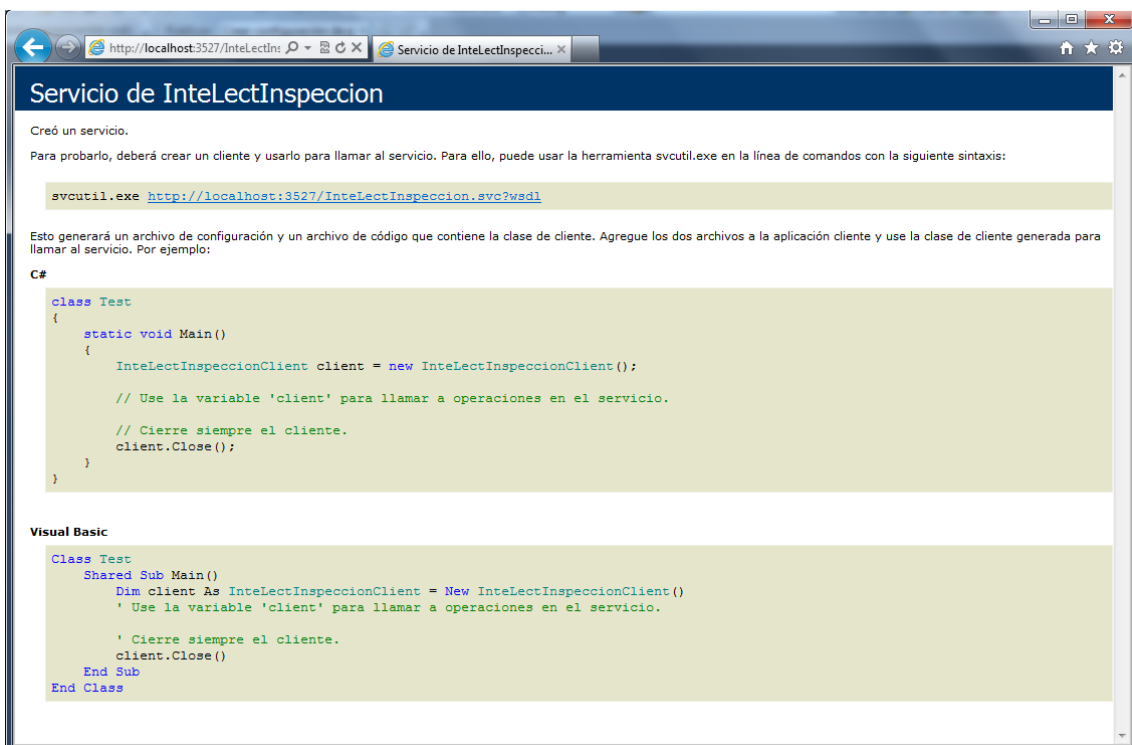 http://localhost:3527/InteLectIns
Servicio de InteLectInspecci...
Servicio de InteLectInspeccion
Creó un servicio.
Para probarlo, deberá crear un cliente y usarlo para llamar al servicio. Para ello, puede usar la herramienta svcutil.exe en la línea de comandos con la siguiente sintaxis:
svcutil.exe http://localhost:3527/InteLectInspeccion.svc?wsdl
Esto generará un archivo de configuración y un archivo de código que contiene la clase de cliente. Agregue los dos archivos a la aplicación cliente y use la clase de cliente generada para
llamar al servicio. Por ejemplo:
C#
class Test
{
    static void Main()
    {
        InteLectInspeccionClient client = new InteLectInspeccionClient();
        // Use la variable 'client' para llamar a operaciones en el servicio.
        // Cierre siempre el cliente.
        client.Close();
    }
}
Visual Basic
Class Test
    Shared Sub Main()
        Dim client As InteLectInspeccionClient = New InteLectInspeccionClient()
        ' Use la variable 'client' para llamar a operaciones en el servicio.
        ' Cierre siempre el cliente.
        client.Close()
    End Sub
End Class